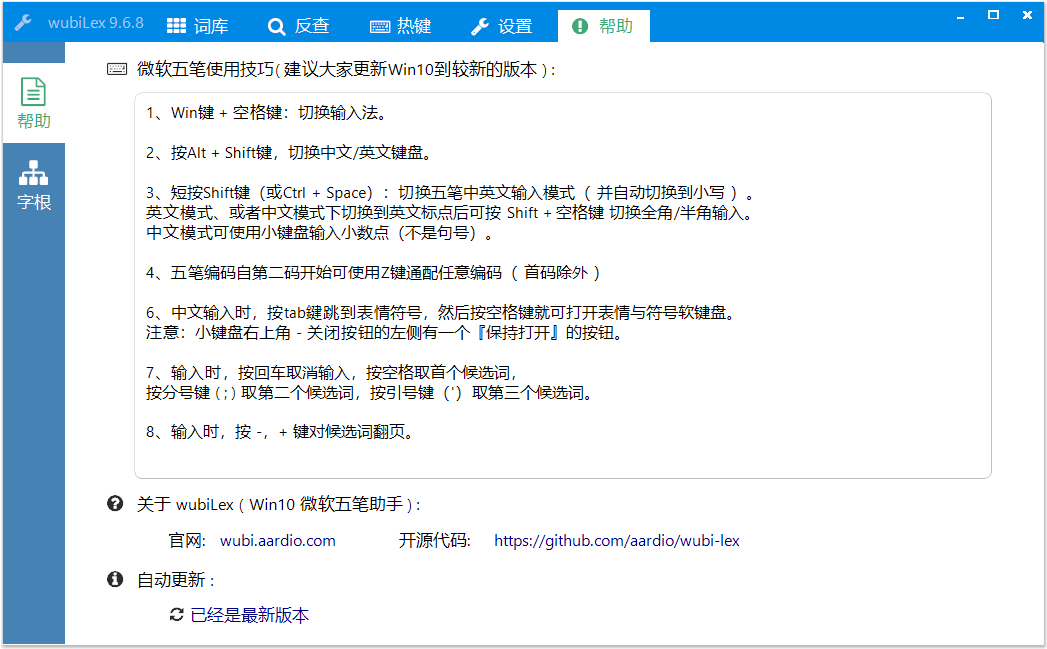 wubiLex 9.6.8 词库 反查 热键 设置 帮助
帮助
字根
微软五笔使用技巧( 建议大家更新Win10到较新的版本 ) :
1、Win键 + 空格键：切换输入法。
2、按Alt + Shift键，切换中文/英文键盘。
3、短按Shift键（或Ctrl + Space）：切换五笔中英文输入模式（ 并自动切换到小写 ）。
英文模式、或者中文模式下切换到英文标点后可按 Shift + 空格键 切换全角/半角输入。
中文模式可使用小键盘输入小数点（不是句号）。
4、五笔编码自第二码开始可使用Z键通配任意编码（ 首码除外 ）
6、中文输入时，按tab键跳到表情符号，然后按空格键就可打开表情与符号软键盘。
注意：小键盘右上角 - 关闭按钮的左侧有一个『保持打开』的按钮。
7、输入时，按回车取消输入，按空格取首个候选词，
按分号键 ( ; ) 取第二个候选词，按引号键（'）取第三个候选词。
8、输入时，按 -，+ 键对候选词翻页。
关于 wubiLex ( Win10 微软五笔助手 ) :
官网: wubi.aardio.com 开源代码: https://github.com/aardio/wubi-lex
自动更新 :
已经是最新版本